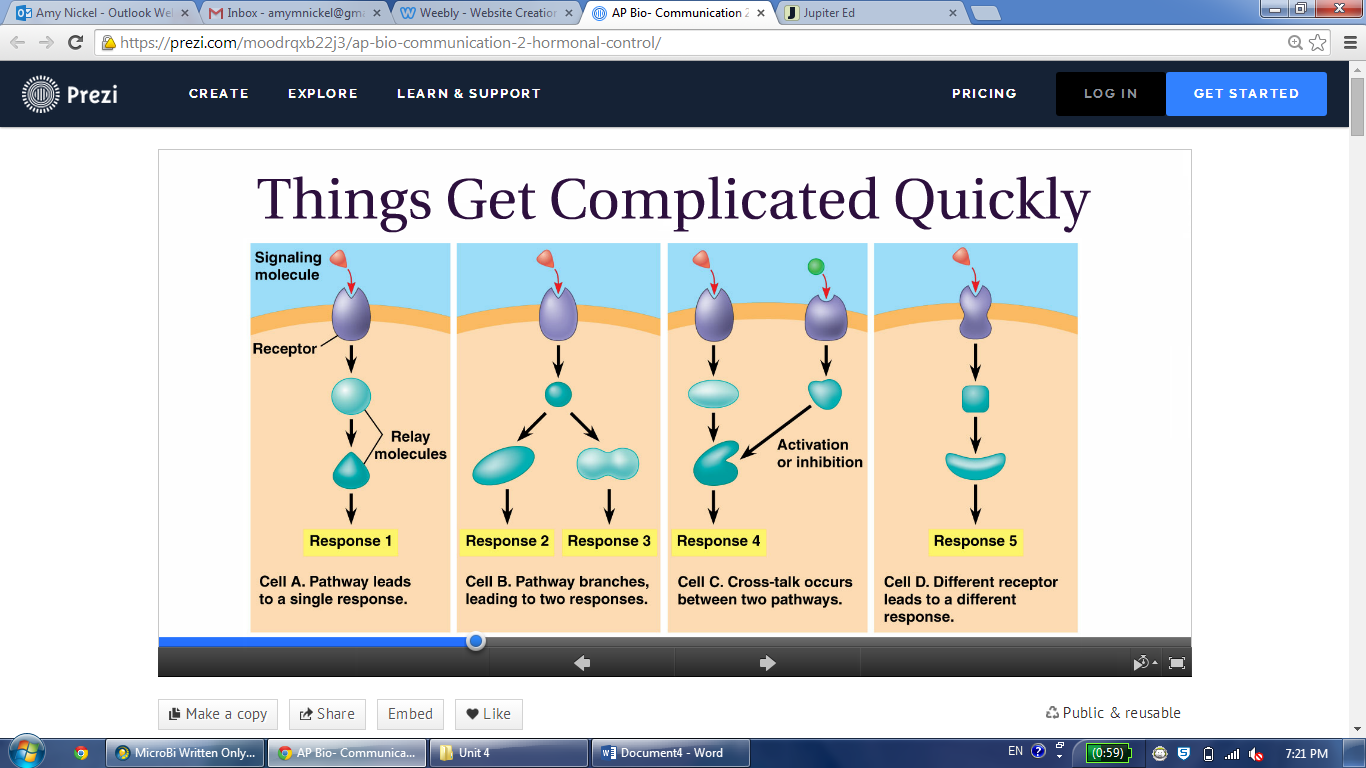 Amy Nickel - Outlook We
Inbox - amymnickel@gma
Weebly - Website Creation
AP Bio- Communication 2
Jupiter Ed
https://prezi.com/moodrqxb22j3/ap-bio-communication-2-hormonal-control/
Prezi
CREATE
EXPLORE
LEARN & SUPPORT
PRICING
LOG IN
GET STARTED
Things Get Complicated Quickly
Signaling
molecule
Receptor
Relay
molecules
Activation
or inhibition
Response 1
Response 2
Response 3
Response 4
Response 5
Cell A. Pathway leads
to a single response.
Cell B. Pathway branches,
leading to two responses.
Cell C. Cross-talk occurs
between two pathways.
Cell D. Different receptor
leads to a different
response.
Make a copy
Share
Embed
Like
Public & reusable
MicroBi Written Only...
AP Bio- Communica...
Unit 4
Document4 - Word
EN
(0:59)
7:21 PM